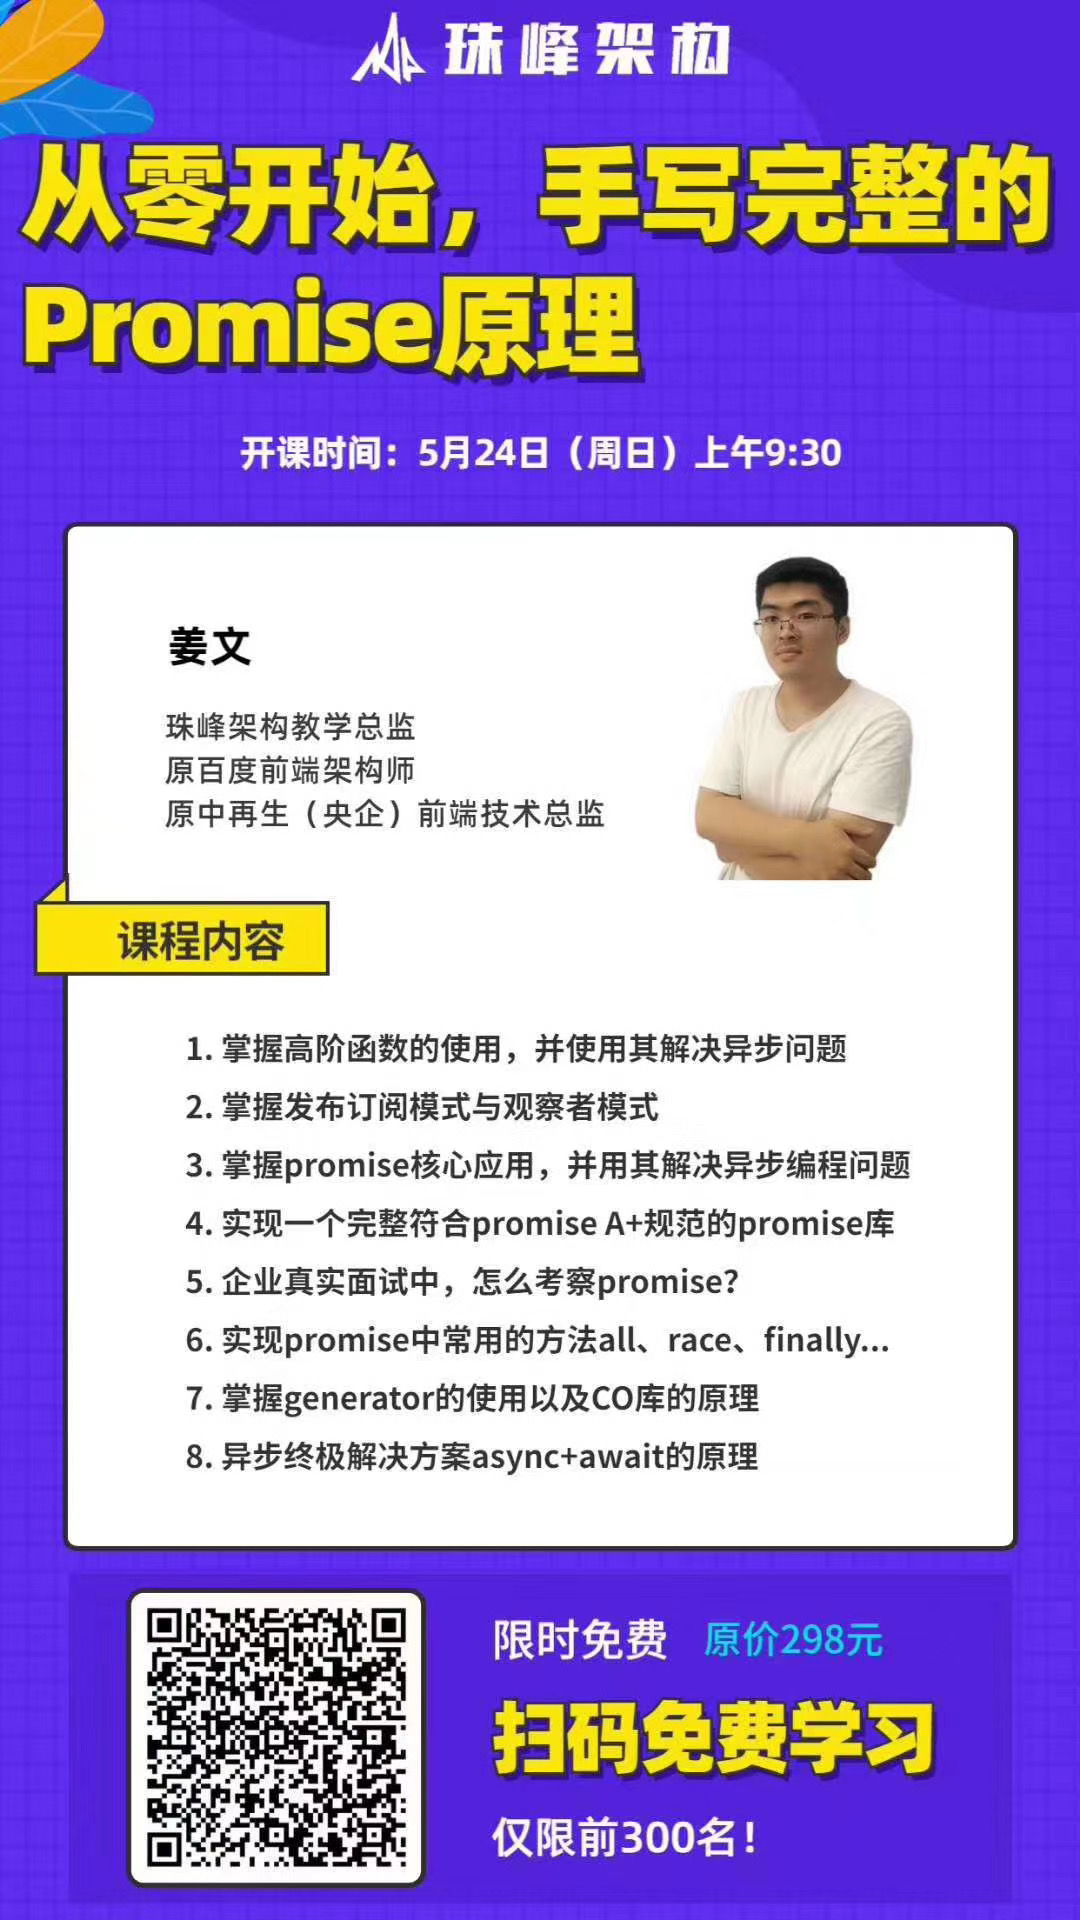 珠峰架构
从零开始，手写完整的
Promise原理
开课时间：5月24日（周日）上午9:30
姜文
珠峰架构教学总监
原百度前端架构师
原中再生（央企）前端技术总监
课程内容
1. 掌握高阶函数的使用，并使用其解决异步问题
2. 掌握发布订阅模式与观察者模式
3. 掌握promise核心应用，并用其解决异步编程问题
4. 实现一个完整符合promise A+规范的promise库
5. 企业真实面试中，怎么考察promise？
6. 实现promise中常用的方法all、race、finally...
7. 掌握generator的使用以及CO库的原理
8. 异步终极解决方案async+await的原理
限时免费 原价298元
扫码免费学习
仅限前300名！